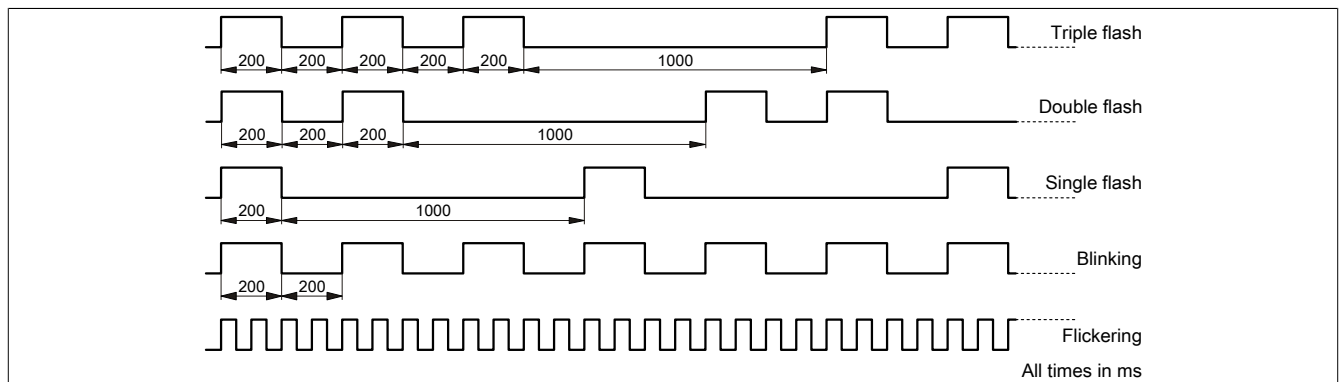 Triple flash
200 200 200 200 200 1000
Double flash
200 200 200 1000
Single flash
200 1000
Blinking
200 200
Flickering
All times in ms